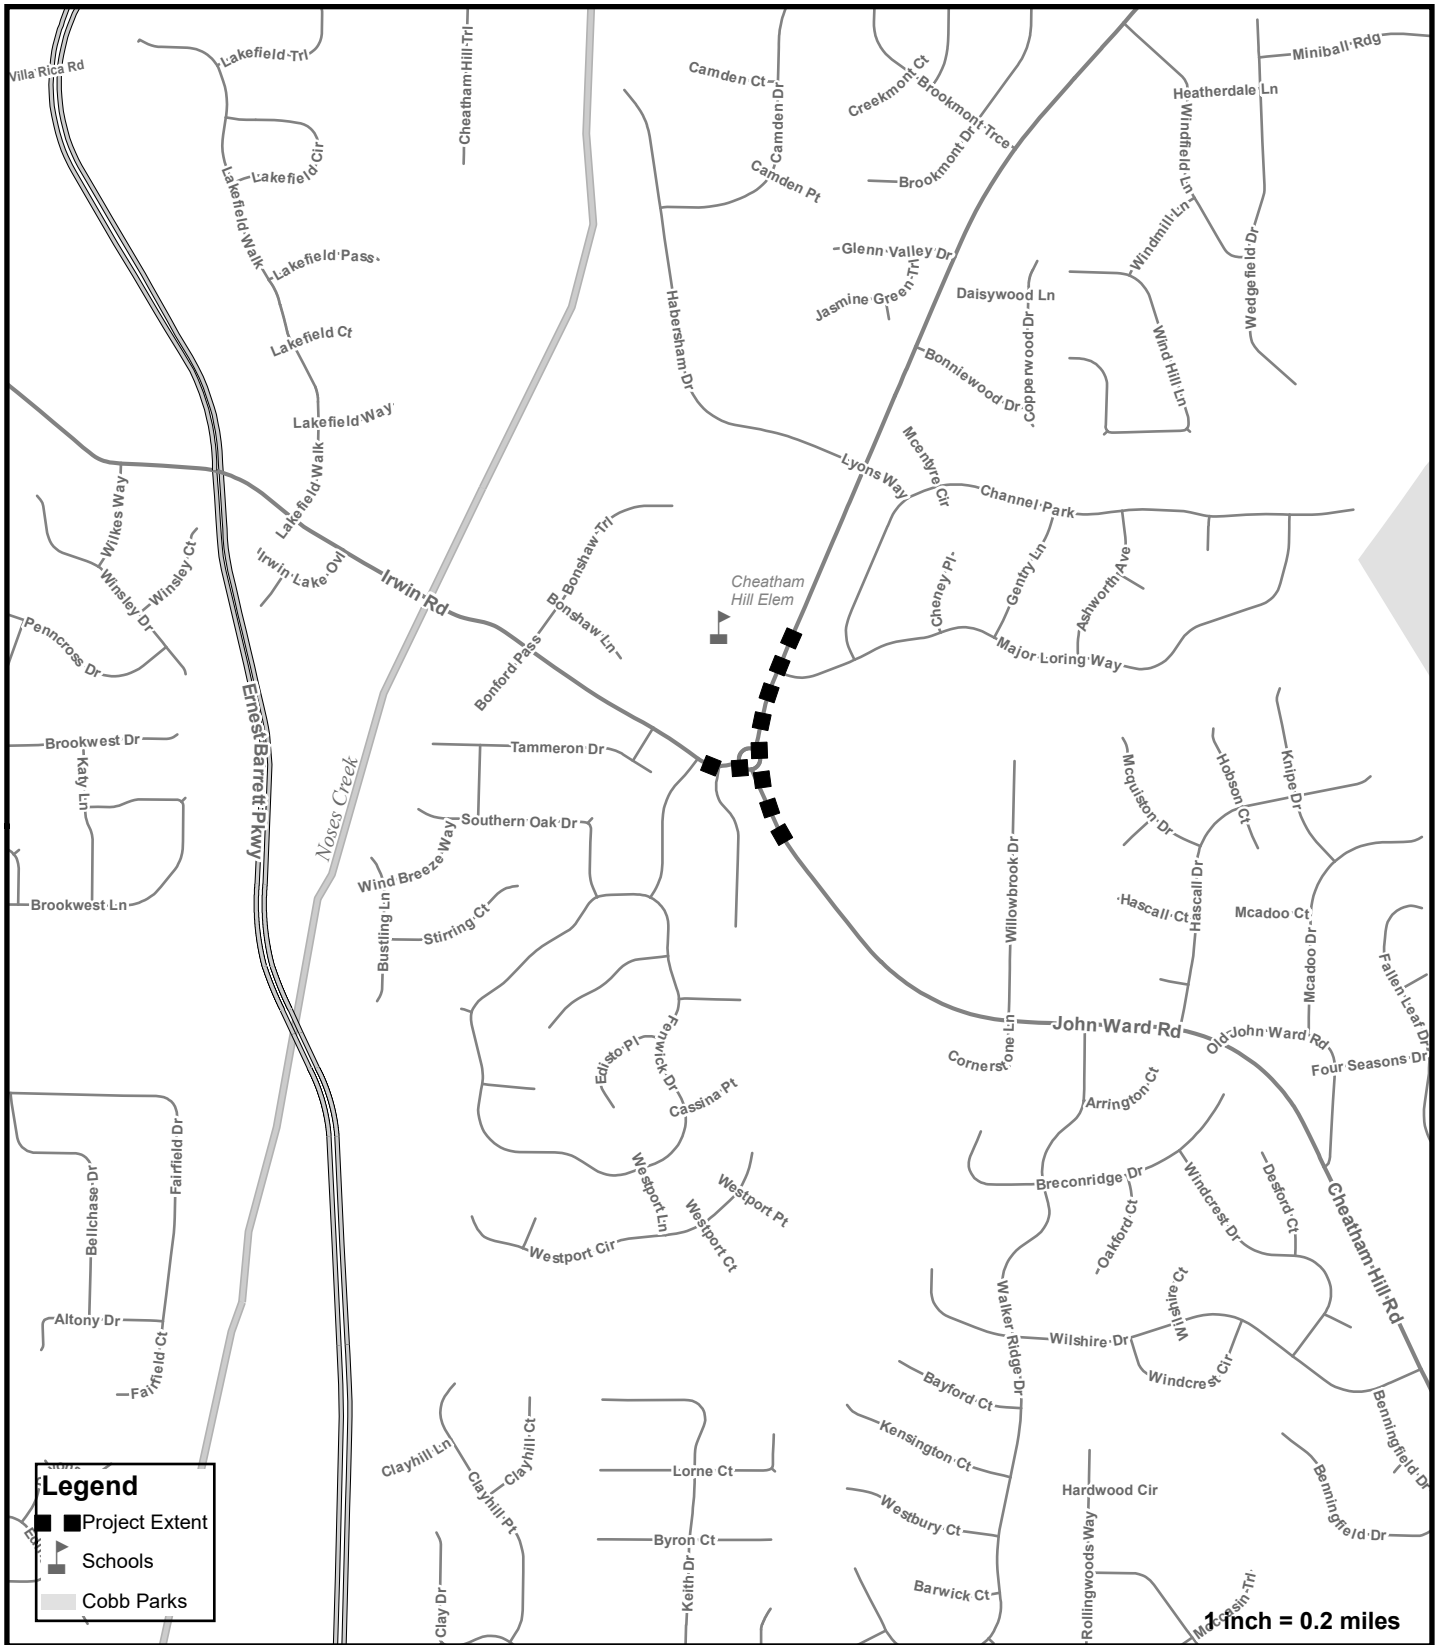 Villa Rica Rd
Lakefield Trl
Cheatham Hill Trl
Camden Ct
Camden Dr
Camden Pt
Creekmont Ct
Brookmont Trce
Brookmont Dr
Miniball Rdg
Heatherdale Ln
Windfield Ln
Lakefield Cir
Lakefield Walk
Lakefield Pass
Lakefield Ct
Lakefield Way
Lakefield Walk
Habersham Dr
Glenn Valley Dr
Jasmine Green Trl
Daisywood Ln
Copperwood Dr
Bonniewood Dr
Windmill Ln
Wedgefield Dr
Wind Hill Ln
Lyons Way
Mcentyre Cir
Channel Park
Wilkes Way
Winsley Ct
Winsley Dr
Penncross Dr
Irwin Lake Ovl
Irwin Rd
Bonshaw Trl
Bonshaw Ln
Bonford Pass
Cheatham
Hill Elem
Cheney Pl
Gentry Ln
Ashworth Ave
Major Loring Way
Ernest Barrett Pkwy
Brookwest Dr
Katy Ln
Brookwest Ln
Noses Creek
Tammeron Dr
Southern Oak Dr
Wind Breeze Way
Bustling Ln
Stirring Ct
Willowbrook Dr
Mcquiston Dr
Hobson Ct
Knipe Dr
Hascall Dr
Hascall Ct
Mcadoo Ct
Mcadoo Dr
Fallen Leaf Dr
John Ward Rd
Old John Ward Rd
Four Seasons Dr
Cornerstone Ln
Fenwick Dr
Edisto Pl
Cassina Pt
Arrington Ct
Breconridge Dr
Oakford Ct
Windcrest Dr
Desford Ct
Cheatham Hill Rd
Fairfield Dr
Bellchase Dr
Altony Dr
Fairfield Ct
Westport Ln
Westport Pt
Westport Ct
Westport Cir
Walker Ridge Dr
Wilshire Ct
Wilshire Dr
Windcrest Cir
Bayford Ct
Kensington Ct
Westbury Ct
Barwick Ct
Benningfield Dr
Benningfield Dr
Clayhill Ln
Clayhill Ct
Clayhill Pt
Clay Dr
Lorne Ct
Byron Ct
Keith Dr
Hardwood Cir
Rollingwoods Way
Moccasin Trl
Legend
Project Extent
Schools
Cobb Parks
1 inch = 0.2 miles